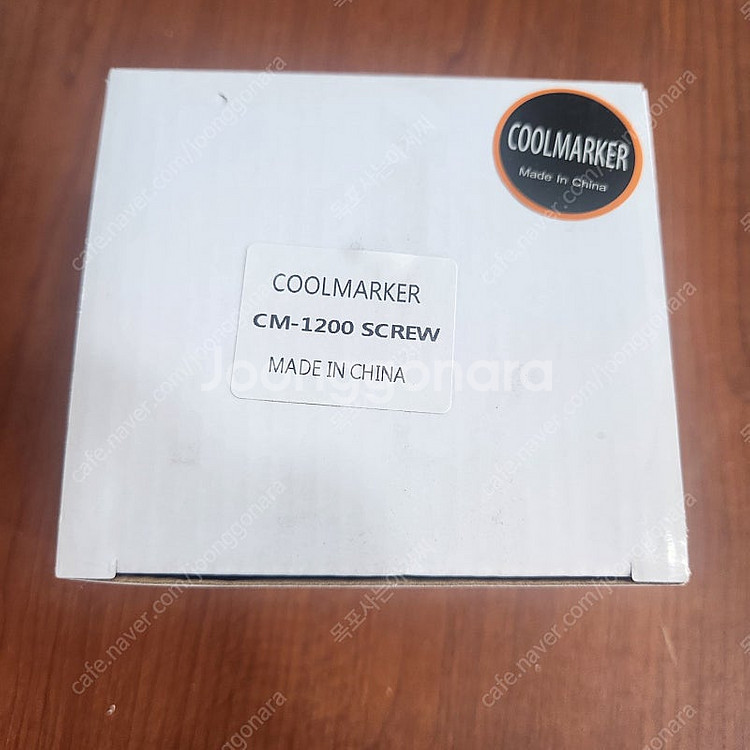 COOLMARKER
Made In China
COOLMARKER
CM-1200 SCREW
MADE IN CHINA
Joonggonara
cafe.naver.com/joonggonara